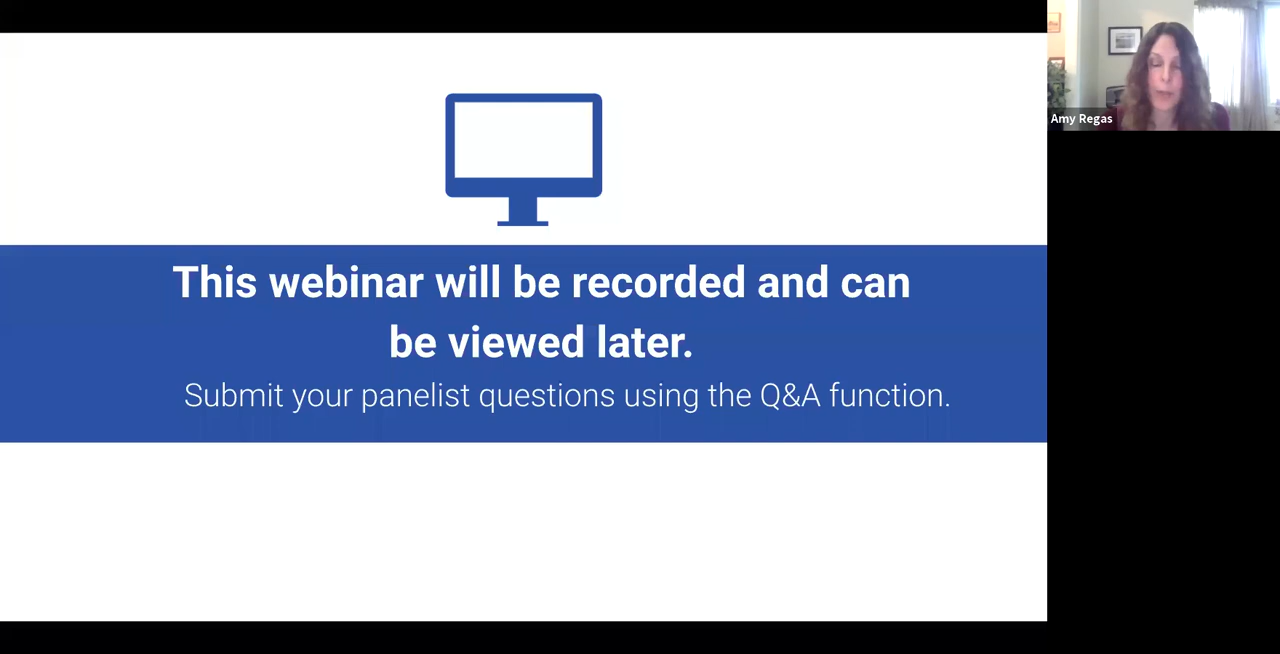 This webinar will be recorded and can
be viewed later.
Submit your panelist questions using the Q&A function.
Amy Regas